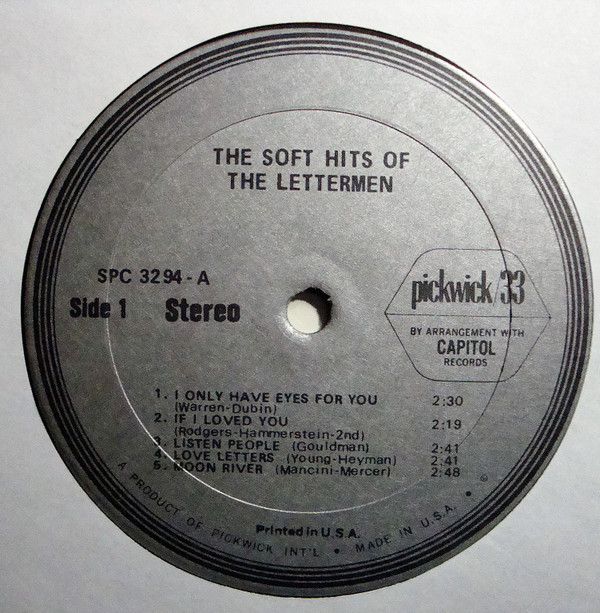 THE SOFT HITS OF
THE LETTERMEN
SPC 3294-A
Side 1 Stereo
pickwick/33
BY ARRANGEMENT WITH
CAPITOL
RECORDS
1. I ONLY HAVE EYES FOR YOU 2:30
(Warren-Dubin)
2. IF I LOVED YOU 2:19
(Rodgers-Hammerstein-2nd)
3. LISTEN PEOPLE (Gouldman) 2:41
4. LOVE LETTERS (Young-Heyman) 2:41
5. MOON RIVER (Mancini-Mercer) 2:48
Printed in U.S.A.
A PRODUCT OF PICKWICK INT'L • MADE IN U.S.A. •